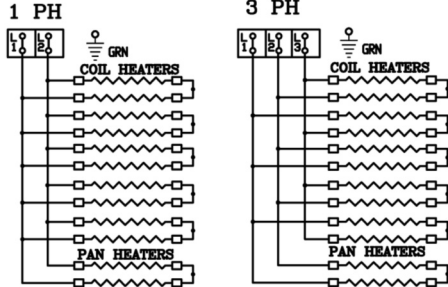 1 PH
L1 L2 GRN
COIL HEATERS
PAN HEATERS
3 PH
L1 L2 L3 GRN
COIL HEATERS
PAN HEATERS